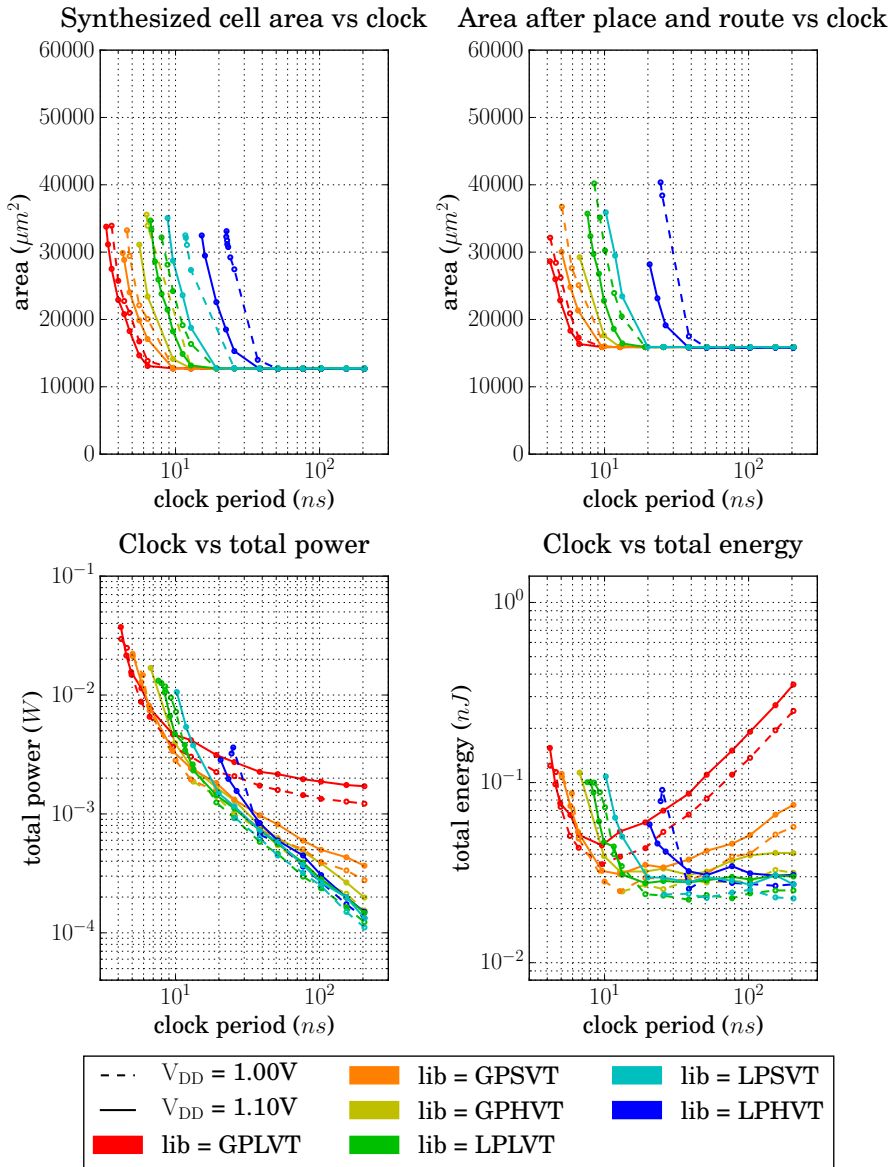 Synthesized cell area vs clock
60000
50000
40000
30000
20000
10000
0
area (μm²)
10¹
10²
clock period (ns)
Area after place and route vs clock
60000
50000
40000
30000
20000
10000
0
area (μm²)
10¹
10²
clock period (ns)
Clock vs total power
10⁻¹
10⁻²
10⁻³
10⁻⁴
total power (W)
10¹
10²
clock period (ns)
Clock vs total energy
10⁰
10⁻¹
10⁻²
total energy (nJ)
10¹
10²
clock period (ns)
V_DD = 1.00V
V_DD = 1.10V
lib = GPLVT
lib = GPSVT
lib = GPHVT
lib = LPLVT
lib = LPSVT
lib = LPHVT